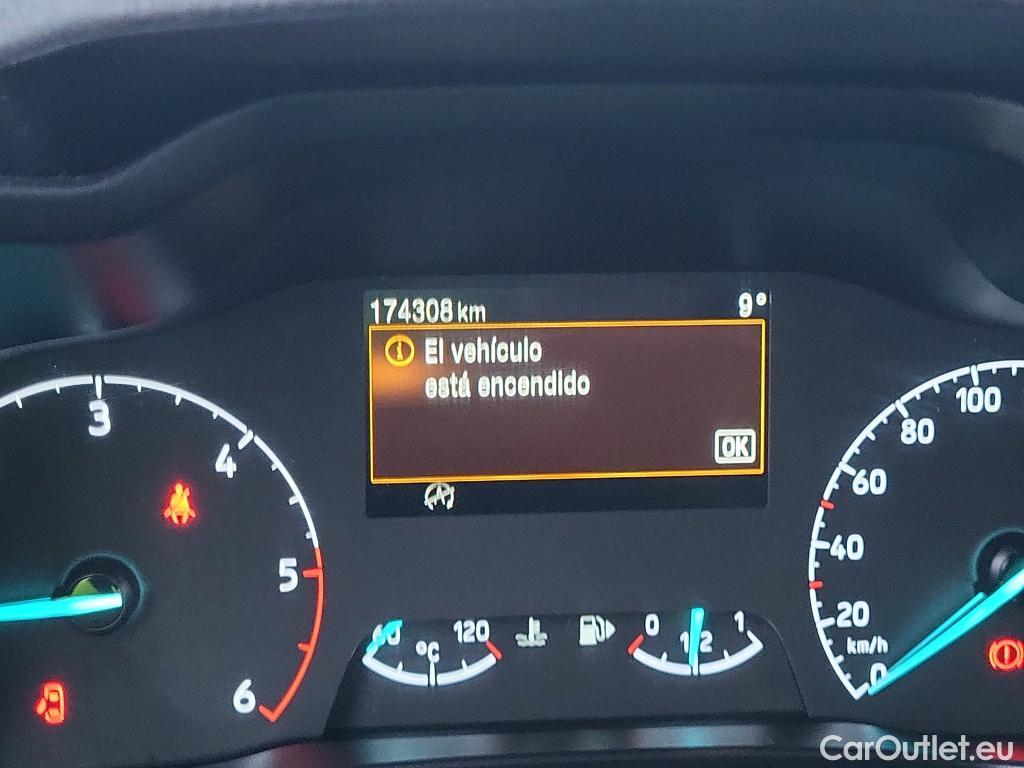 174308 km
9°
El vehículo
está encendido
OK
3
4
5
6
60
120
°C
0
1/2
1
0
20
40
60
80
100
km/h
CarOutlet.eu